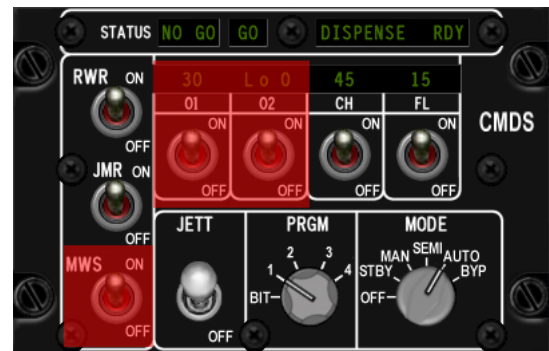 STATUS NO GO GO DISPENSE RDY
RWR ON
OFF
30 Lo 0 45 15
O1 O2 CH FL
ON ON ON ON
OFF OFF OFF OFF
CMDS
JMR ON
OFF
MWS ON
OFF
JETT
OFF
PRGM
BIT 1 2 3 4
MODE
OFF STBY MAN SEMI AUTO BYP